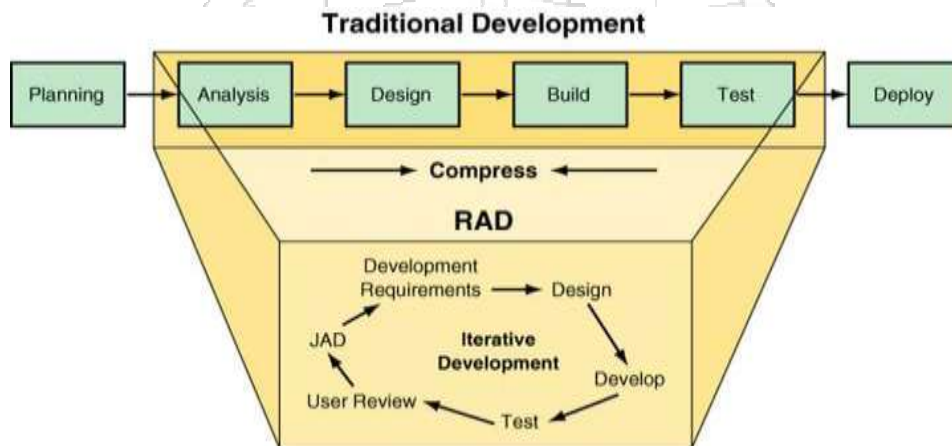 Traditional Development
Planning
Analysis
Design
Build
Test
Deploy
Compress
RAD
Development
Requirements
Design
JAD
Iterative
Development
Develop
User Review
Test